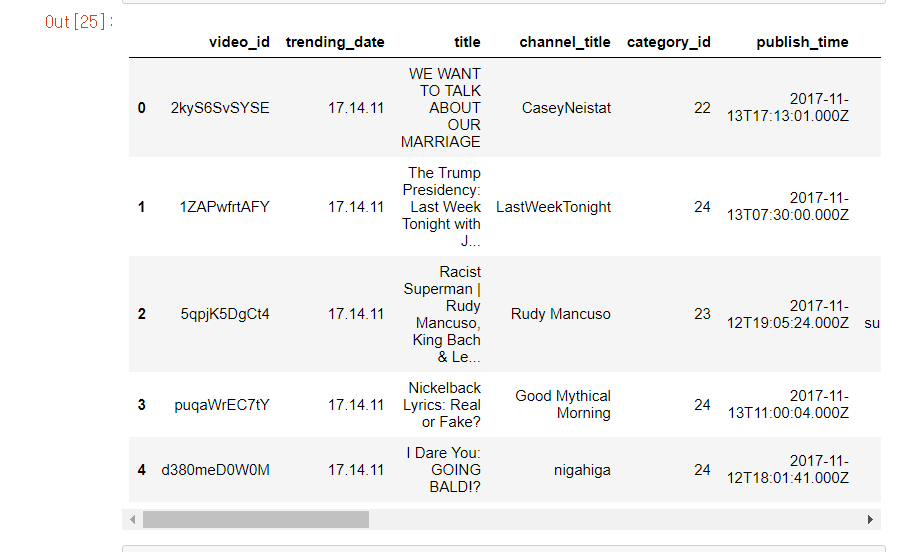 Out[25]:
video_id trending_date title channel_title category_id publish_time
0 2kyS6SvSYSE 17.14.11 WE WANT TO TALK ABOUT OUR MARRIAGE CaseyNeistat 22 2017-11-13T17:13:01.000Z
1 1ZAPwfrtAFY 17.14.11 The Trump Presidency: Last Week Tonight with J... LastWeekTonight 24 2017-11-13T07:30:00.000Z
2 5qpjK5DgCt4 17.14.11 Racist Superman | Rudy Mancuso, King Bach & Le... Rudy Mancuso 23 2017-11-12T19:05:24.000Z su
3 puqaWrEC7tY 17.14.11 Nickelback Lyrics: Real or Fake? Good Mythical Morning 24 2017-11-13T11:00:04.000Z
4 d380meD0W0M 17.14.11 I Dare You: GOING BALD!? nigahiga 24 2017-11-12T18:01:41.000Z